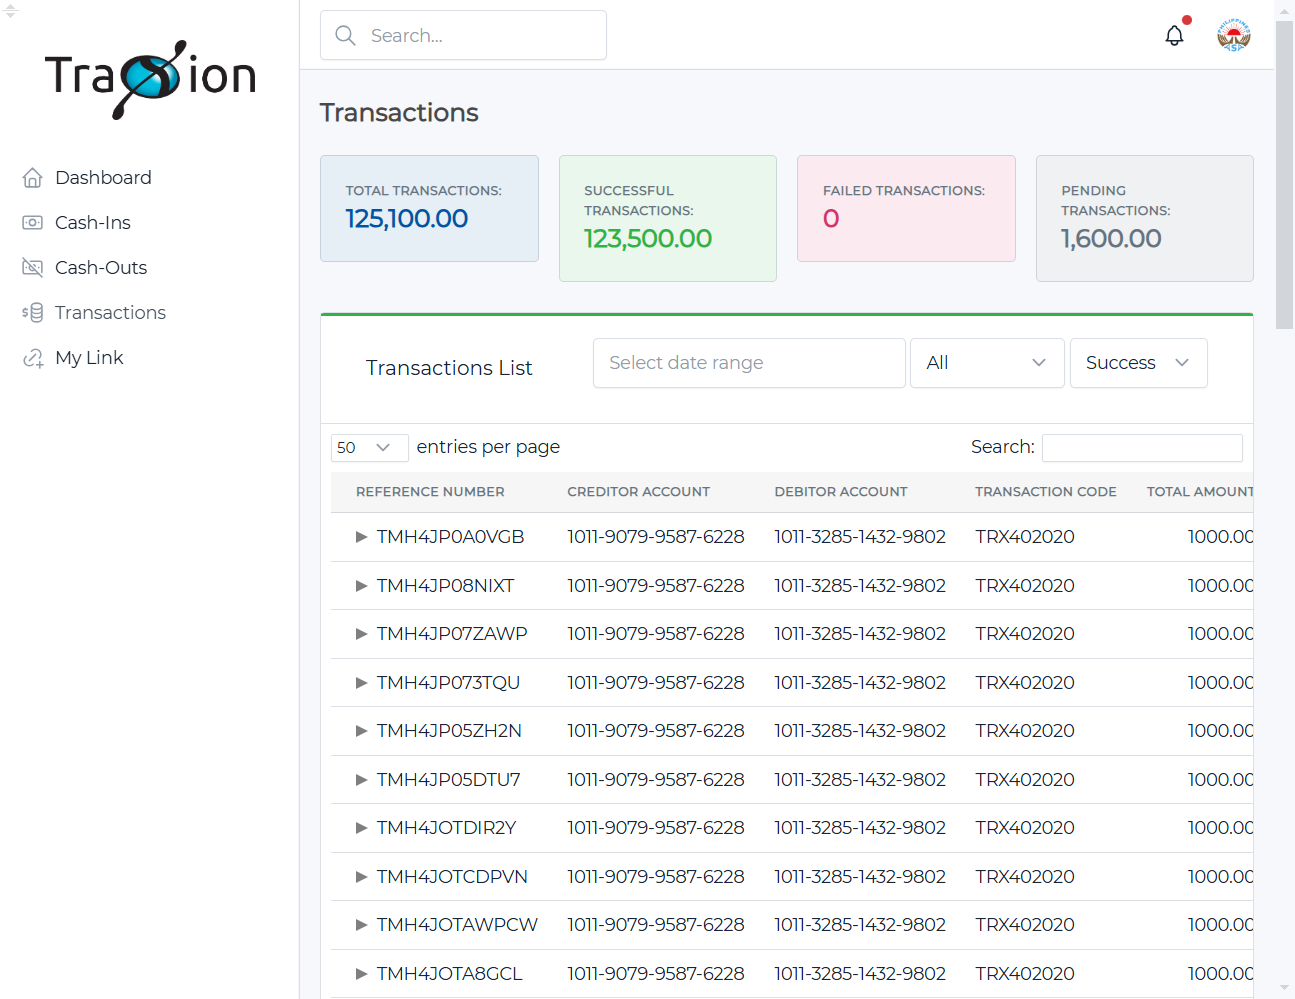 Search...
PHILIPPINES
ASA
Traxion
Dashboard
Cash-Ins
Cash-Outs
Transactions
My Link
Transactions
TOTAL TRANSACTIONS:
125,100.00
SUCCESSFUL
TRANSACTIONS:
123,500.00
FAILED TRANSACTIONS:
0
PENDING
TRANSACTIONS:
1,600.00
Transactions List
Select date range
All
Success
50 entries per page
Search:
REFERENCE NUMBER CREDITOR ACCOUNT DEBITOR ACCOUNT TRANSACTION CODE TOTAL AMOUNT
TMH4JP0A0VGB 1011-9079-9587-6228 1011-3285-1432-9802 TRX402020 1000.00
TMH4JP08NIXT 1011-9079-9587-6228 1011-3285-1432-9802 TRX402020 1000.00
TMH4JP07ZAWP 1011-9079-9587-6228 1011-3285-1432-9802 TRX402020 1000.00
TMH4JP073TQU 1011-9079-9587-6228 1011-3285-1432-9802 TRX402020 1000.00
TMH4JP05ZH2N 1011-9079-9587-6228 1011-3285-1432-9802 TRX402020 1000.00
TMH4JP05DTU7 1011-9079-9587-6228 1011-3285-1432-9802 TRX402020 1000.00
TMH4JOTDIR2Y 1011-9079-9587-6228 1011-3285-1432-9802 TRX402020 1000.00
TMH4JOTCDPVN 1011-9079-9587-6228 1011-3285-1432-9802 TRX402020 1000.00
TMH4JOTAWPCW 1011-9079-9587-6228 1011-3285-1432-9802 TRX402020 1000.00
TMH4JOTA8GCL 1011-9079-9587-6228 1011-3285-1432-9802 TRX402020 1000.00